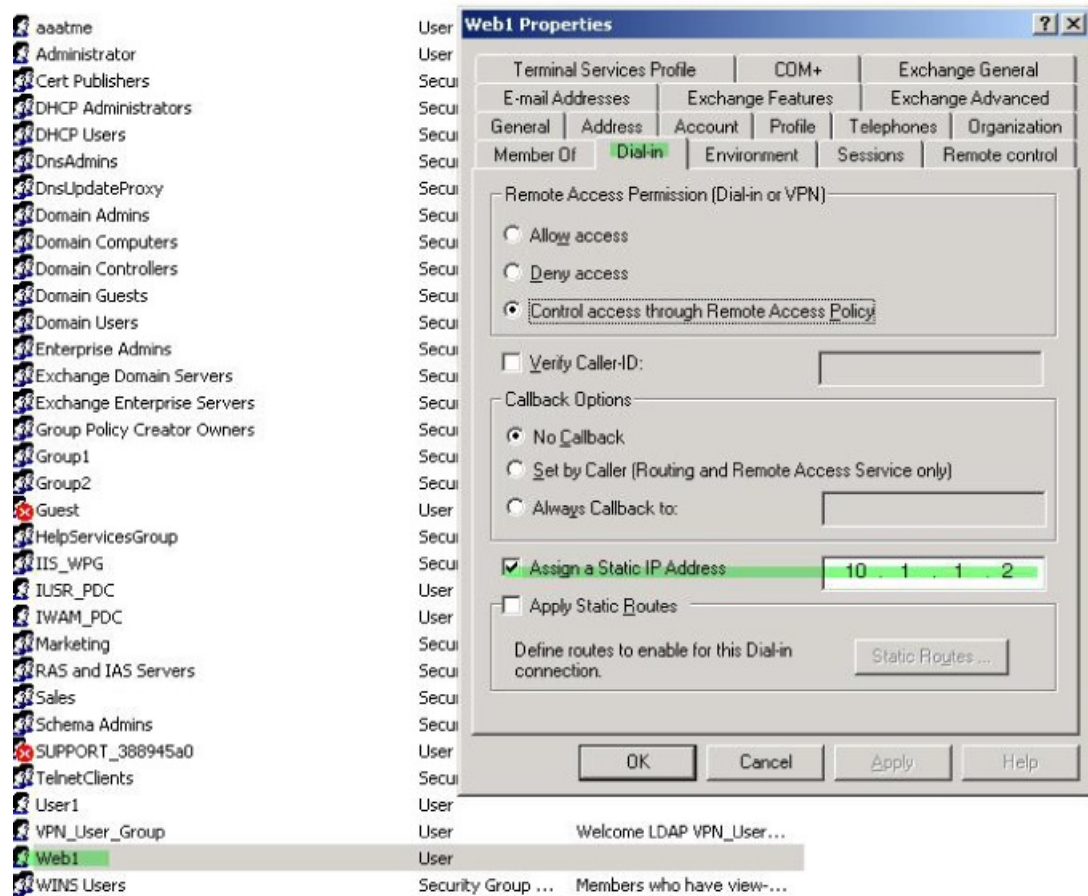 aaatme User
Administrator User
Cert Publishers Secu
DHCP Administrators Secu
DHCP Users Secu
DnsAdmins Secu
DnsUpdateProxy Secu
Domain Admins Secu
Domain Computers Secu
Domain Controllers Secu
Domain Guests Secu
Domain Users Secu
Enterprise Admins Secu
Exchange Domain Servers Secu
Exchange Enterprise Servers Secu
Group Policy Creator Owners Secu
Group1 Secu
Group2 Secu
Guest User
HelpServicesGroup Secu
IIS_WPG Secu
IUSR_PDC User
IWAM_PDC User
Marketing Secu
RAS and IAS Servers Secu
Sales Secu
Schema Admins Secu
SUPPORT_388945a0 User
TelnetClients Secu
User1 User
VPN_User_Group User Welcome LDAP VPN_User...
Web1 User
WINS Users Security Group ... Members who have view-...
Web1 Properties ? X
Terminal Services Profile COM+ Exchange General
E-mail Addresses Exchange Features Exchange Advanced
General Address Account Profile Telephones Organization
Member Of Dial-in Environment Sessions Remote control
Remote Access Permission (Dial-in or VPN)
Allow access
Deny access
Control access through Remote Access Policy
Verify Caller-ID:
Callback Options
No Callback
Set by Caller (Routing and Remote Access Service only)
Always Callback to:
Assign a Static IP Address 10 . 1 . 1 . 2
Apply Static Routes
Define routes to enable for this Dial-in
connection.
Static Routes ...
OK Cancel Apply Help